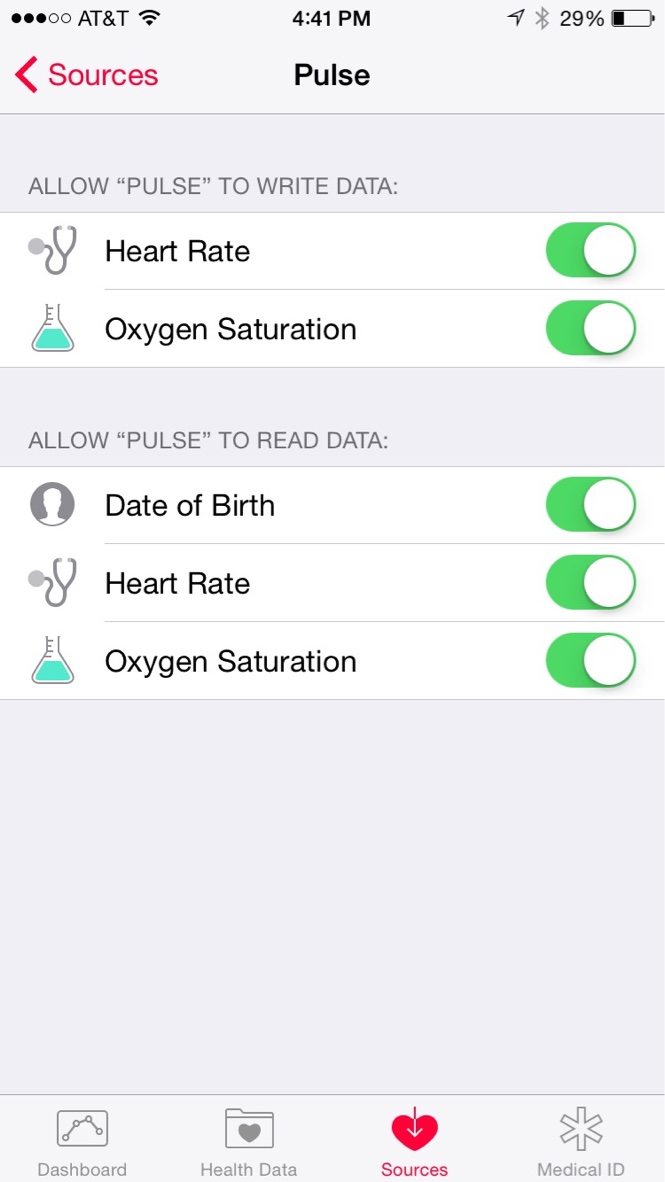 AT&T 4:41 PM 29%
Sources Pulse
ALLOW “PULSE” TO WRITE DATA:
Heart Rate
Oxygen Saturation
ALLOW “PULSE” TO READ DATA:
Date of Birth
Heart Rate
Oxygen Saturation
Dashboard Health Data Sources Medical ID